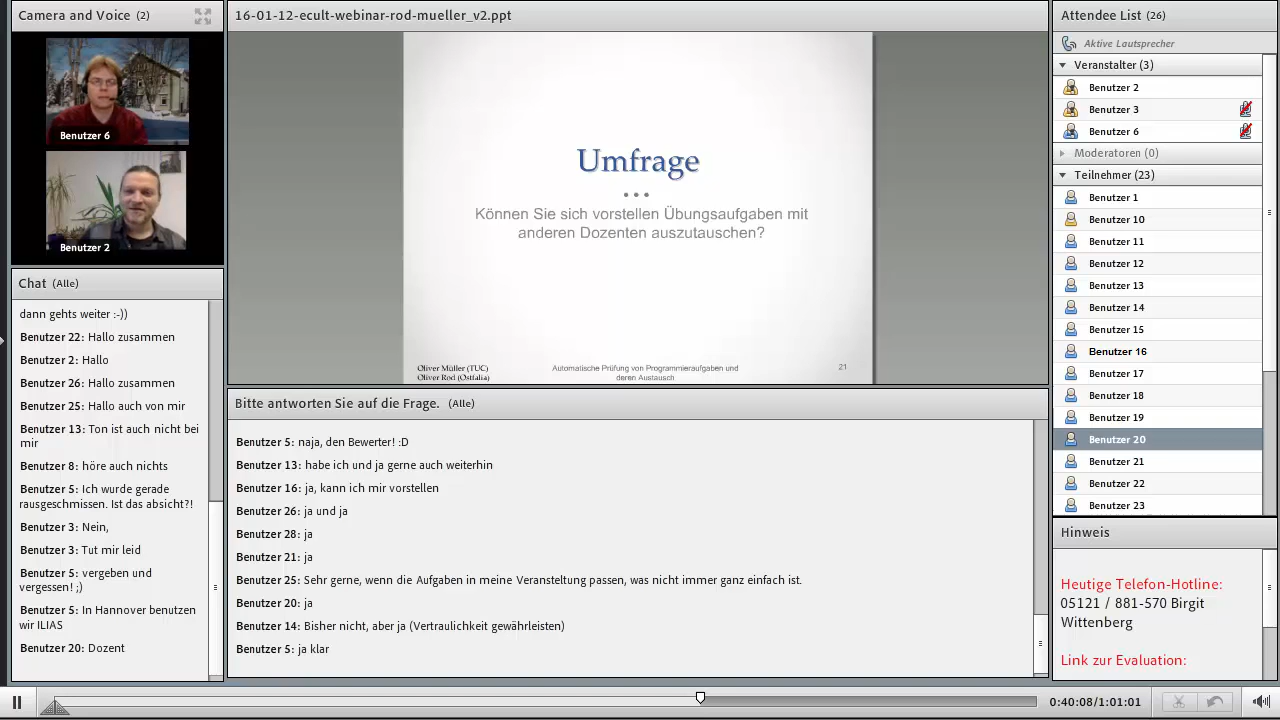 Camera and Voice (2)
Benutzer 6
Benutzer 2
Chat (Alle)
dann gehts weiter :-))
Benutzer 22: Hallo zusammen
Benutzer 2: Hallo
Benutzer 26: Hallo zusammen
Benutzer 25: Hallo auch von mir
Benutzer 13: Ton ist auch nicht bei
mir
Benutzer 8: höre auch nichts
Benutzer 5: Ich wurde gerade
rausgeschmissen. Ist das absicht?!
Benutzer 3: Nein,
Benutzer 3: Tut mir leid
Benutzer 5: vergeben und
vergessen! ;)
Benutzer 5: In Hannover benutzen
wir ILIAS
Benutzer 20: Dozent
16-01-12-ecult-webinar-rod-mueller_v2.ppt
Umfrage
Können Sie sich vorstellen Übungsaufgaben mit
anderen Dozenten auszutauschen?
Oliver Müller (TUC)
Oliver Rod (Ostfalia)
Automatische Prüfung von Programmieraufgaben und
deren Austausch
21
Bitte antworten Sie auf die Frage. (Alle)
Benutzer 5: naja, den Bewerter! :D
Benutzer 13: habe ich und ja gerne auch weiterhin
Benutzer 16: ja, kann ich mir vorstellen
Benutzer 26: ja und ja
Benutzer 28: ja
Benutzer 21: ja
Benutzer 25: Sehr gerne, wenn die Aufgaben in meine Veransteltung passen, was nicht immer ganz einfach ist.
Benutzer 20: ja
Benutzer 14: Bisher nicht, aber ja (Vertraulichkeit gewährleisten)
Benutzer 5: ja klar
Attendee List (26)
Aktive Lautsprecher
Veranstalter (3)
Benutzer 2
Benutzer 3
Benutzer 6
Moderatoren (0)
Teilnehmer (23)
Benutzer 1
Benutzer 10
Benutzer 11
Benutzer 12
Benutzer 13
Benutzer 14
Benutzer 15
Benutzer 16
Benutzer 17
Benutzer 18
Benutzer 19
Benutzer 20
Benutzer 21
Benutzer 22
Benutzer 23
Hinweis
Heutige Telefon-Hotline:
05121 / 881-570 Birgit
Wittenberg
Link zur Evaluation:
0:40:08/1:01:01